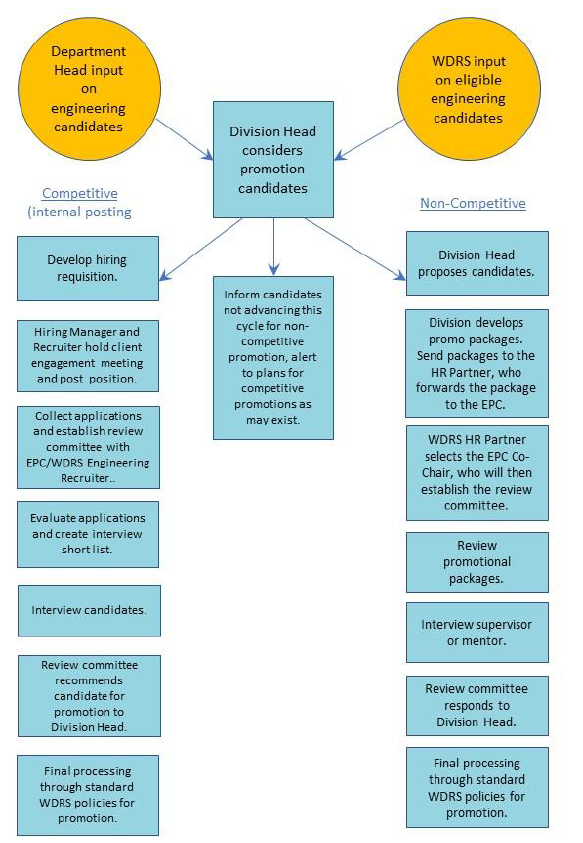 Department
Head input
on
engineering
candidates
WDRS input
on eligible
engineering
candidates
Division Head
considers
promotion
candidates
Competitive
(internal posting
Non-Competitive
Develop hiring
requisition.
Hiring Manager and
Recruiter hold client
engagement meeting
and post position.
Collect applications
and establish review
committee with
EPC/WDRS Engineering
Recruiter..
Evaluate applications
and create interview
short list.
Interview candidates.
Review committee
recommends
candidate for
promotion to
Division Head.
Final processing
through standard
WDRS policies for
promotion.
Inform candidates
not advancing this
cycle for non-
competitive
promotion, alert
to plans for
competitive
promotions as
may exist.
Division Head
proposes candidates.
Division develops
promo packages.
Send packages to the
HR Partner, who
forwards the package
to the EPC.
WDRS HR Partner
selects the EPC Co-
Chair, who will then
establish the review
committee.
Review
promotional
packages.
Interview supervisor
or mentor.
Review committee
responds to
Division Head.
Final processing
through standard
WDRS policies for
promotion.